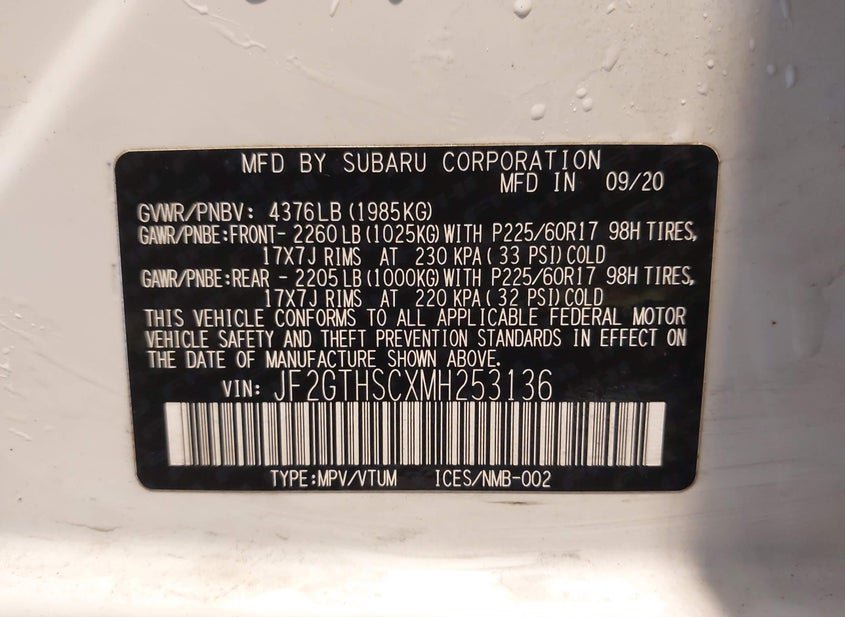 MFD BY SUBARU CORPORATION
MFD IN 09/20
GVWR/PNBV: 4376LB (1985KG)
GAWR/PNBE:FRONT- 2260 LB (1025KG) WITH P225/60R17 98H TIRES,
17X7J RIMS AT 230 KPA ( 33 PSI) COLD
GAWR/PNBE:REAR - 2205 LB (1000KG) WITH P225/60R17 98H TIRES,
17X7J RIMS AT 220 KPA ( 32 PSI) COLD
THIS VEHICLE CONFORMS TO ALL APPLICABLE FEDERAL MOTOR
VEHICLE SAFETY AND THEFT PREVENTION STANDARDS IN EFFECT ON
THE DATE OF MANUFACTURE SHOWN ABOVE.
VIN: JF2GTHSCXMH253136
TYPE:MPV/VTUM ICES/NMB-002